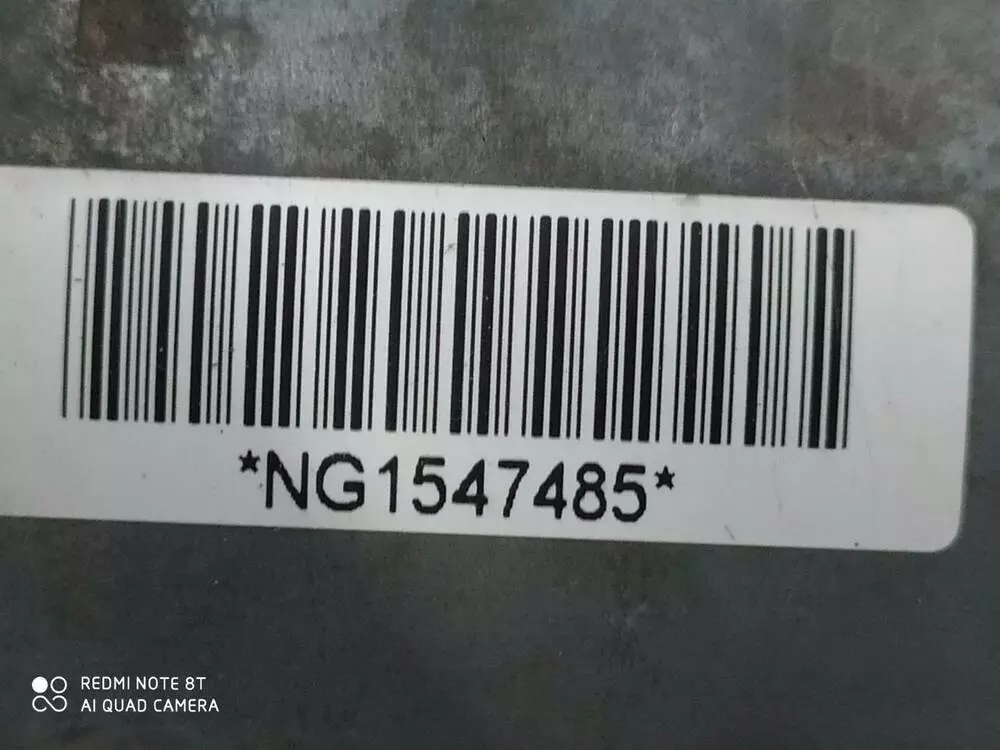 *NG1547485*
REDMI NOTE 8T
AI QUAD CAMERA